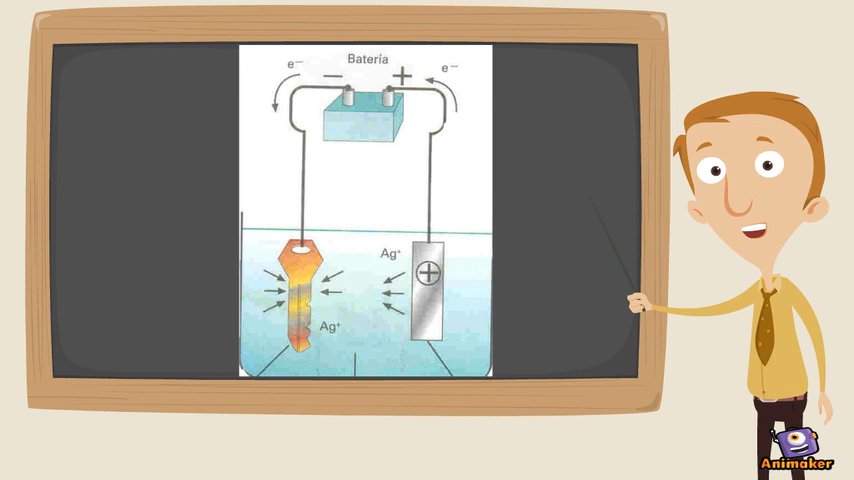 Batería
e⁻ − + e⁻
Ag⁺
+
Ag⁺
Animaker